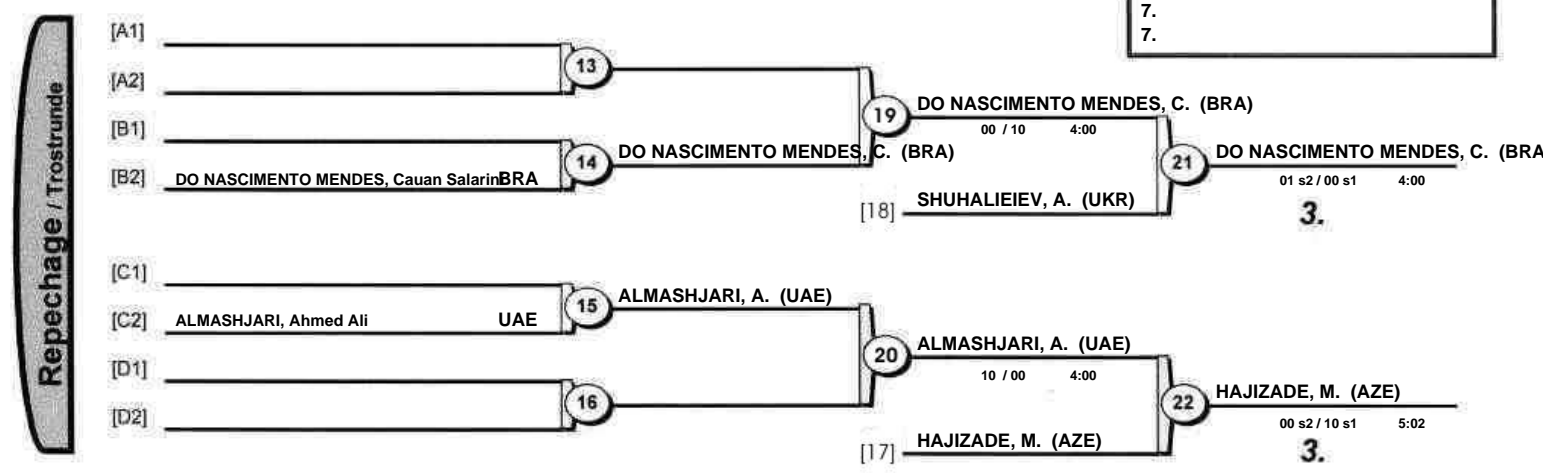 7.
7.
Repechage / Trostrunde
[A1]
[A2]
13
[B1]
[B2] DO NASCIMENTO MENDES, Cauan Salarin BRA
14 DO NASCIMENTO MENDES, C. (BRA)
19 DO NASCIMENTO MENDES, C. (BRA)
00 / 10 4:00
[18] SHUHALIEIEV, A. (UKR)
21 DO NASCIMENTO MENDES, C. (BRA
01 s2 / 00 s1 4:00
3.
[C1]
[C2] ALMASHJARI, Ahmed Ali UAE
15 ALMASHJARI, A. (UAE)
[D1]
[D2]
16
20 ALMASHJARI, A. (UAE)
10 / 00 4:00
[17] HAJIZADE, M. (AZE)
22 HAJIZADE, M. (AZE)
00 s2 / 10 s1 5:02
3.